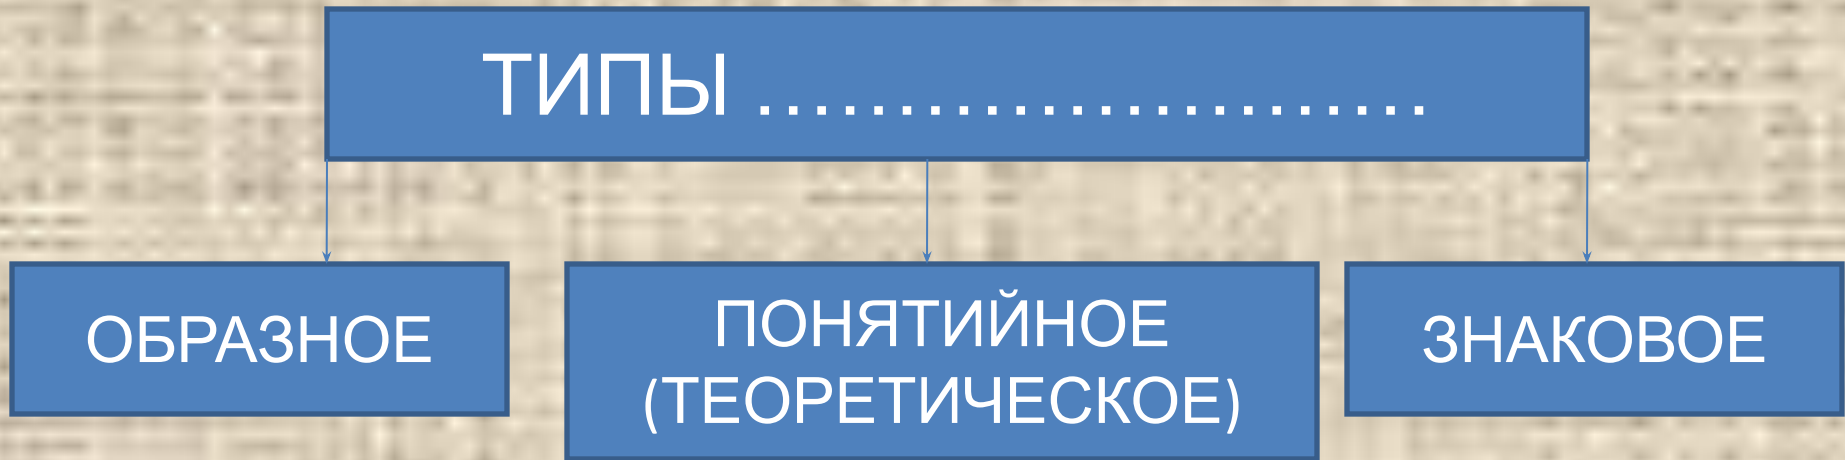 ТИПЫ ……………………
ОБРАЗНОЕ
ПОНЯТИЙНОЕ
(ТЕОРЕТИЧЕСКОЕ)
ЗНАКОВОЕ